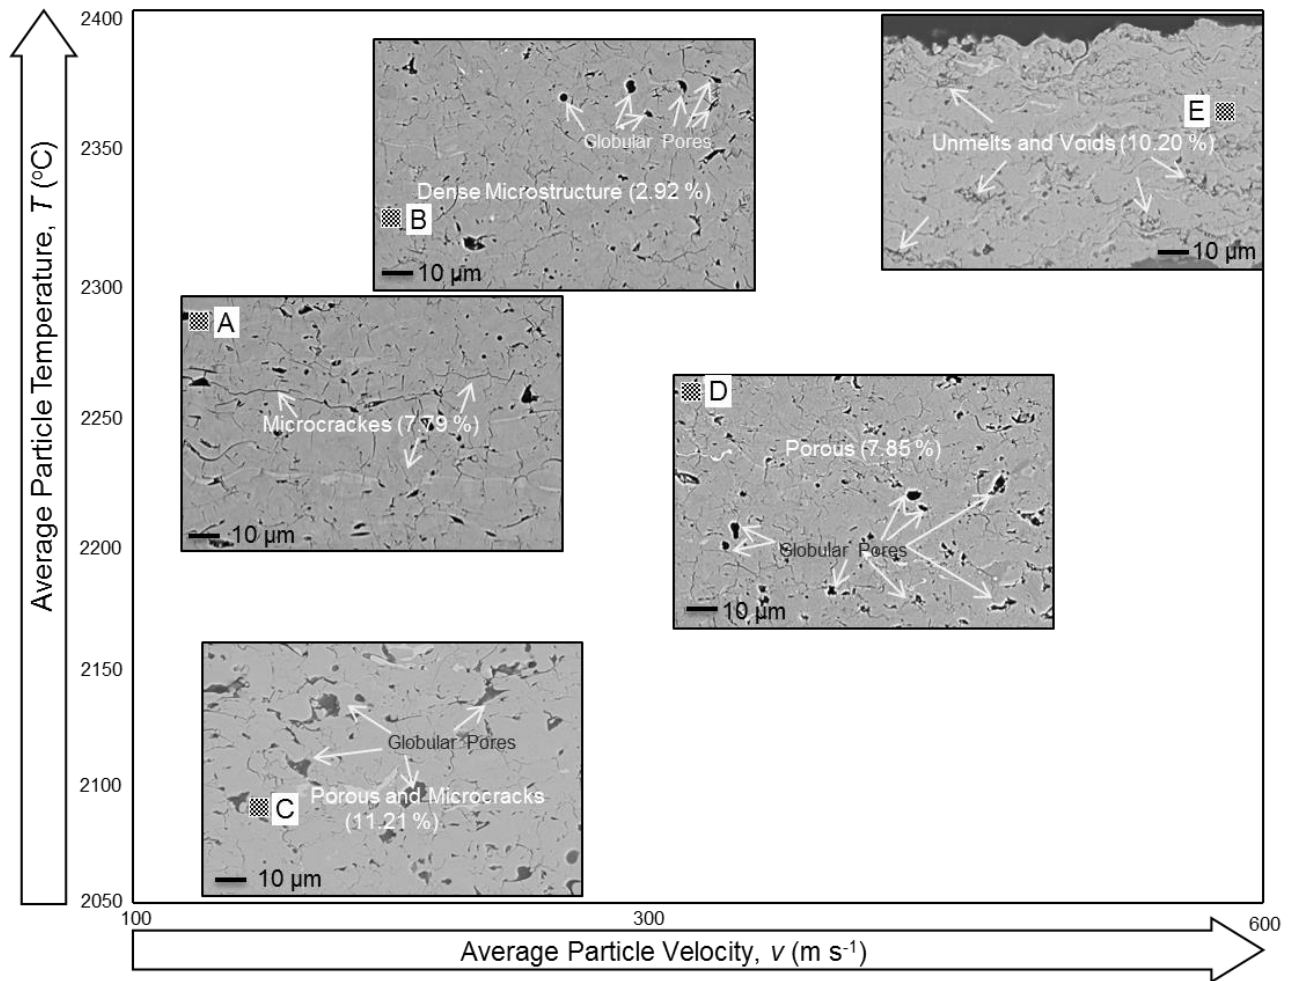 2400
2350
2300
2250
2200
2150
2100
2050
Average Particle Temperature, T (°C)
Globular Pores
Dense Microstructure (2.92 %)
B
10 µm
E
Unmelts and Voids (10.20 %)
10 µm
A
Microcrackes (7.79 %)
10 µm
D
Porous (7.85 %)
Globular Pores
10 µm
Globular Pores
C
Porous and Microcracks
(11.21 %)
10 µm
100
300
600
Average Particle Velocity, v (m s⁻¹)